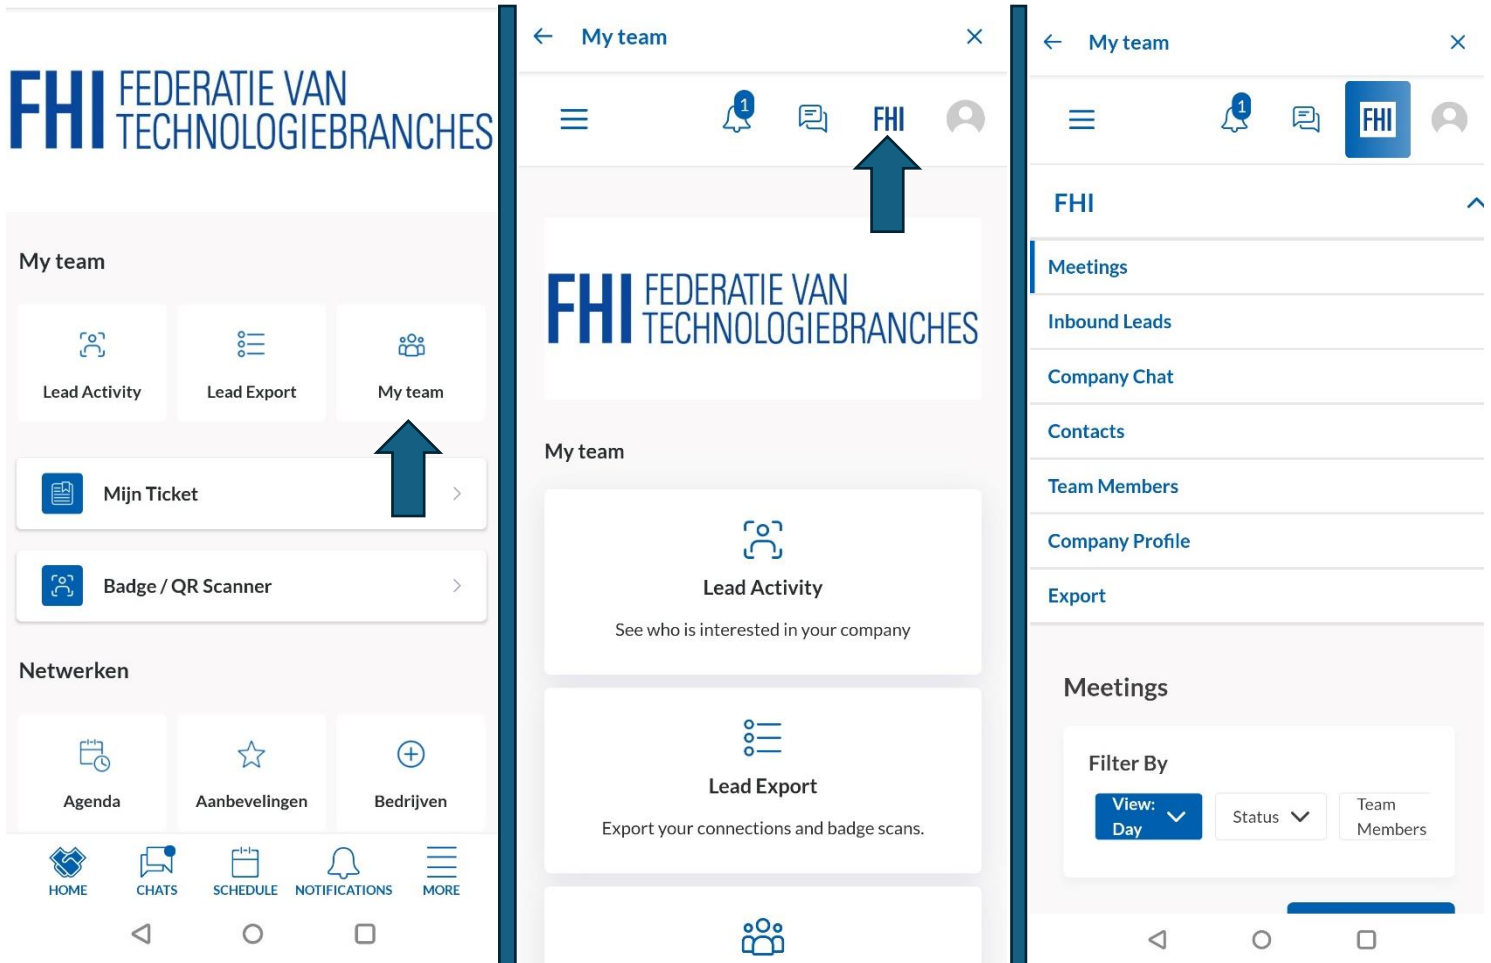 FHI FEDERATIE VAN
TECHNOLOGIEBRANCHES
My team
Lead Activity
Lead Export
My team
Mijn Ticket
Badge / QR Scanner
Netwerken
Agenda
Aanbevelingen
Bedrijven
HOME
CHATS
SCHEDULE
NOTIFICATIONS
MORE
My team
1
FHI
FHI FEDERATIE VAN
TECHNOLOGIEBRANCHES
My team
Lead Activity
See who is interested in your company
Lead Export
Export your connections and badge scans.
My team
1
FHI
FHI
Meetings
Inbound Leads
Company Chat
Contacts
Team Members
Company Profile
Export
Meetings
Filter By
View:
Day
Status
Team
Members